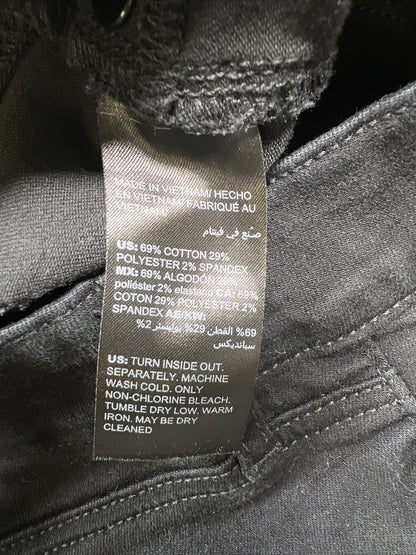 MADE IN VIETNAM/ HECHO
EN VIETNAM/ FABRIQUÉ AU
VIETNAM/
صنع في فيتنام
US: 69% COTTON 29%
POLYESTER 2% SPANDEX
MX: 69% ALGODÓN 29%
poliéster 2% elastano CA: 69%
COTON 29% POLYESTER 2%
SPANDEX AE/KW:
69% القطن 29% بوليستر 2%
سبانديكس
US: TURN INSIDE OUT.
SEPARATELY. MACHINE
WASH COLD. ONLY
NON-CHLORINE BLEACH.
TUMBLE DRY LOW. WARM
IRON. MAY BE DRY
CLEANED